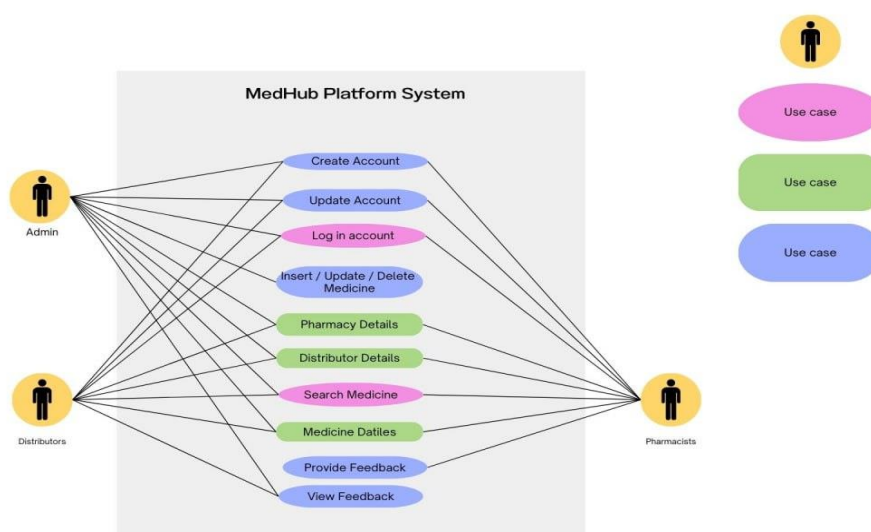 MedHub Platform System
Create Account
Update Account
Log in account
Insert / Update / Delete
Medicine
Pharmacy Details
Distributor Details
Search Medicine
Medicine Datiles
Provide Feedback
View Feedback
Admin
Distributors
Pharmacists
Use case
Use case
Use case